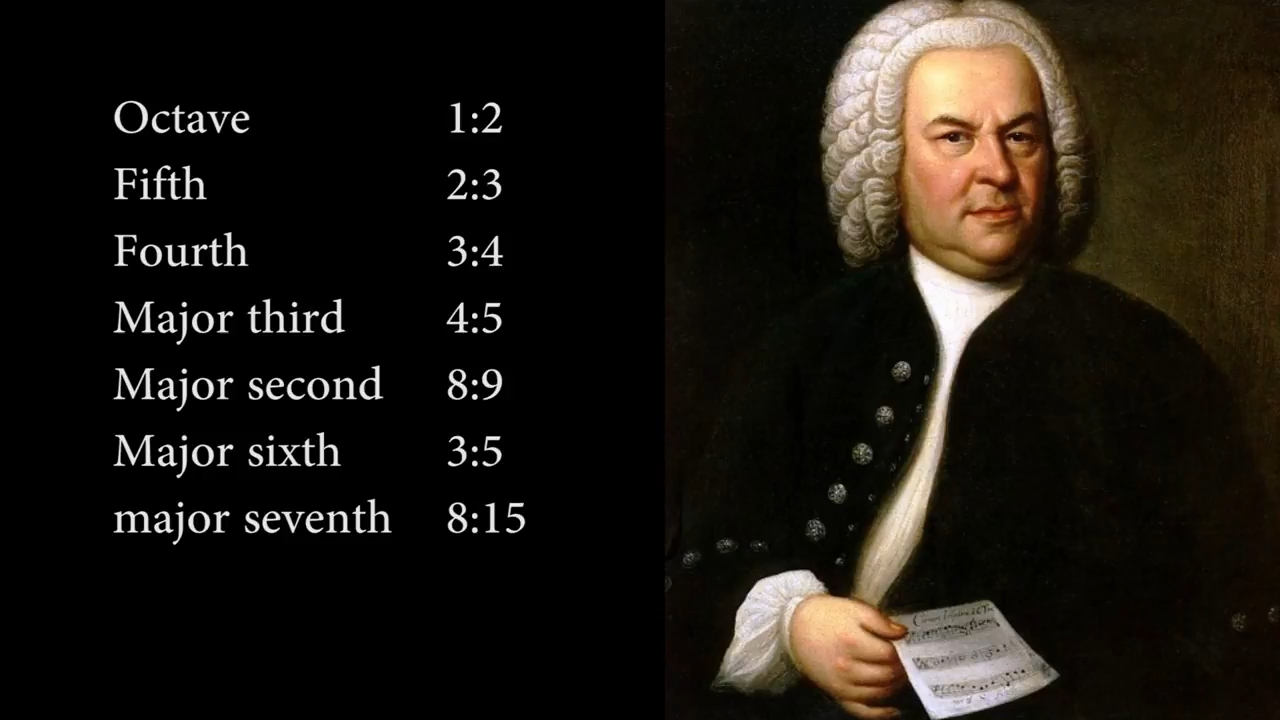 Octave 1:2
Fifth 2:3
Fourth 3:4
Major third 4:5
Major second 8:9
Major sixth 3:5
major seventh 8:15